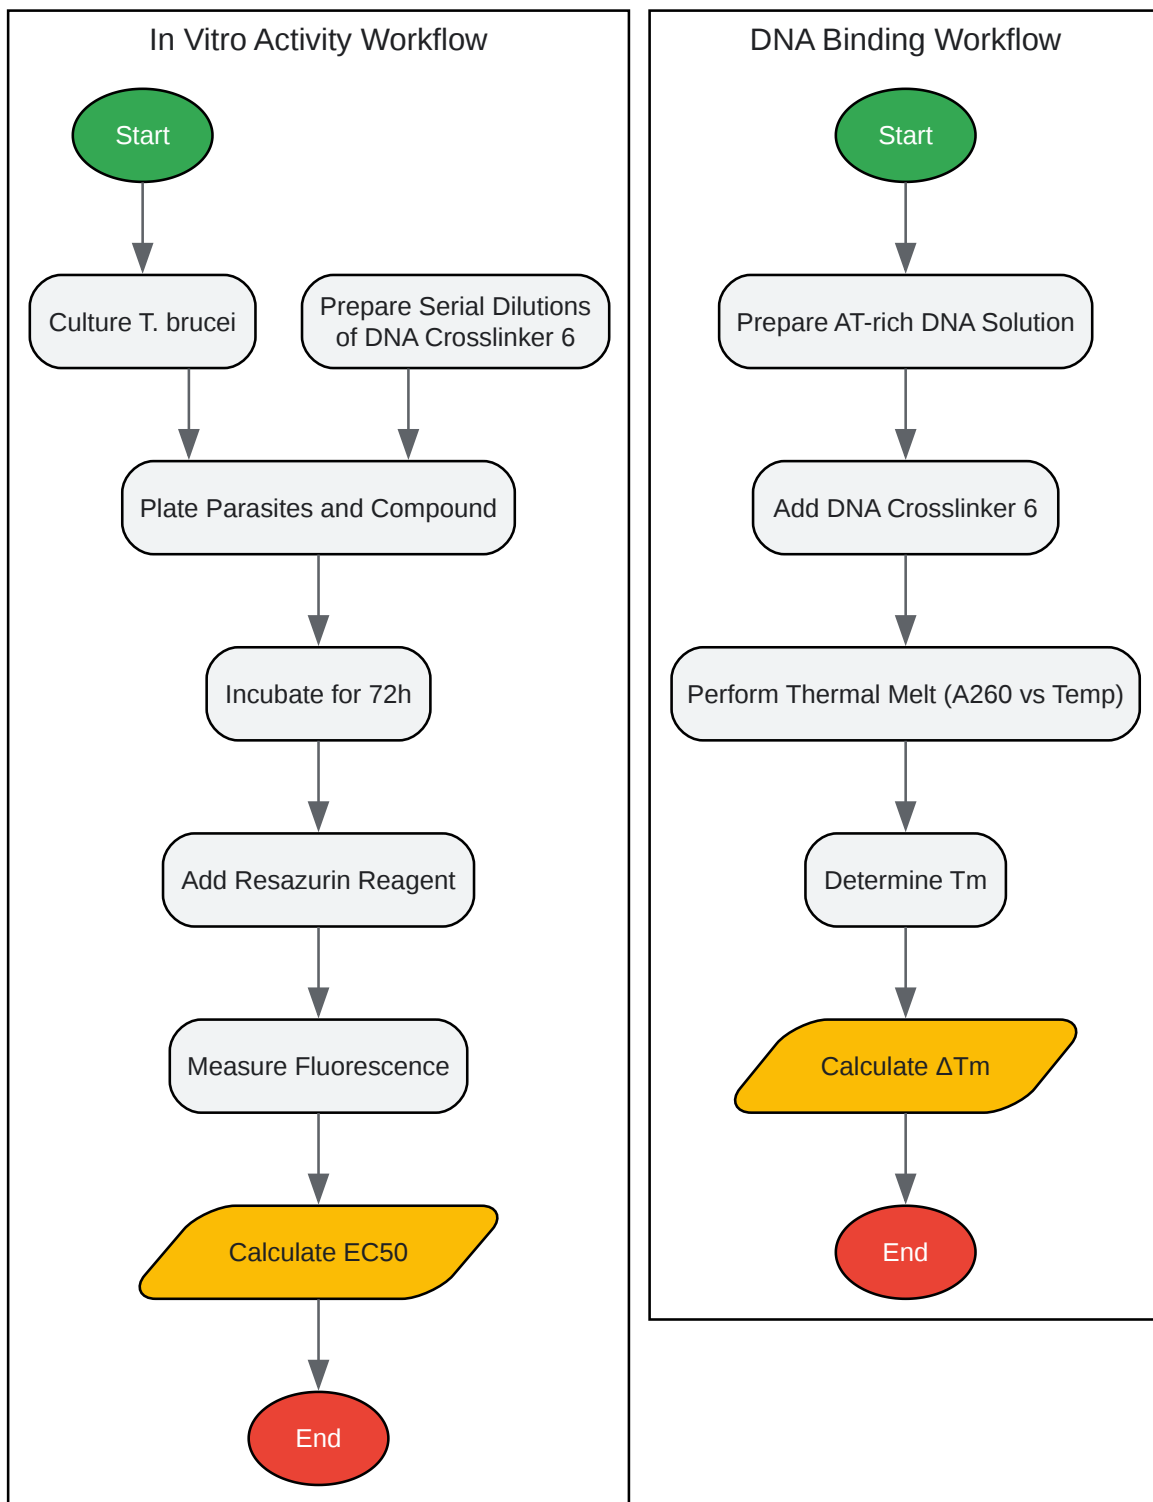 In Vitro Activity Workflow
Start
Culture T. brucei
Prepare Serial Dilutions
of DNA Crosslinker 6
Plate Parasites and Compound
Incubate for 72h
Add Resazurin Reagent
Measure Fluorescence
Calculate EC50
End
DNA Binding Workflow
Start
Prepare AT-rich DNA Solution
Add DNA Crosslinker 6
Perform Thermal Melt (A260 vs Temp)
Determine Tm
Calculate ΔTm
End